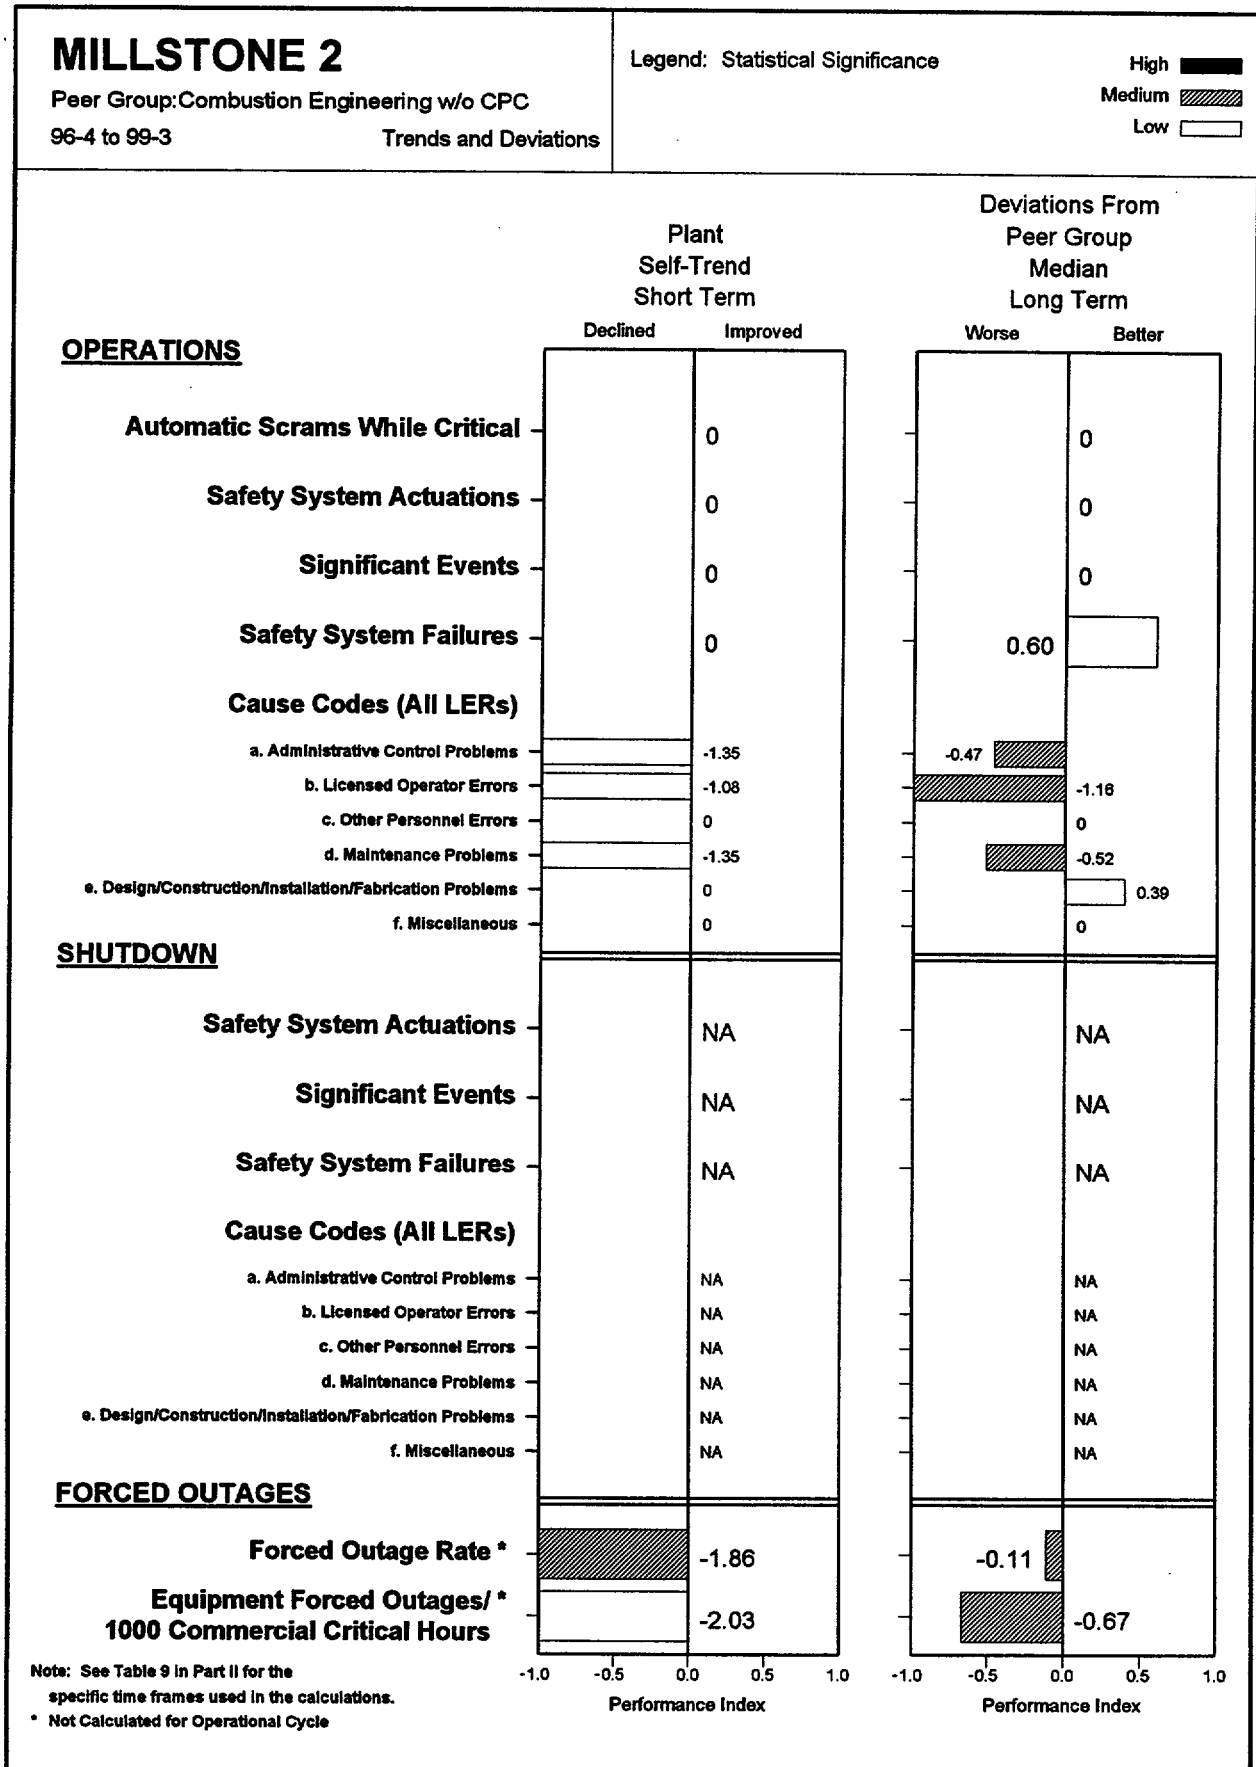 MILLSTONE 2
Peer Group:Combustion Engineering w/o CPC
96-4 to 99-3 Trends and Deviations
Legend: Statistical Significance
High
Medium
Low
Plant
Self-Trend
Short Term
Declined Improved
Deviations From
Peer Group
Median
Long Term
Worse Better
OPERATIONS
Automatic Scrams While Critical 0 0
Safety System Actuations 0 0
Significant Events 0 0
Safety System Failures 0 0.60
Cause Codes (All LERs)
a. Administrative Control Problems -1.35 -0.47
b. Licensed Operator Errors -1.08 -1.16
c. Other Personnel Errors 0 0
d. Maintenance Problems -1.35 -0.52
e. Design/Construction/Installation/Fabrication Problems 0 0.39
f. Miscellaneous 0 0
SHUTDOWN
Safety System Actuations NA NA
Significant Events NA NA
Safety System Failures NA NA
Cause Codes (All LERs)
a. Administrative Control Problems NA NA
b. Licensed Operator Errors NA NA
c. Other Personnel Errors NA NA
d. Maintenance Problems NA NA
e. Design/Construction/Installation/Fabrication Problems NA NA
f. Miscellaneous NA NA
FORCED OUTAGES
Forced Outage Rate * -1.86 -0.11
Equipment Forced Outages/ *
1000 Commercial Critical Hours -2.03 -0.67
-1.0 -0.5 0.0 0.5 1.0 -1.0 -0.5 0.0 0.5 1.0
Performance Index Performance Index
Note: See Table 9 in Part II for the
specific time frames used in the calculations.
* Not Calculated for Operational Cycle